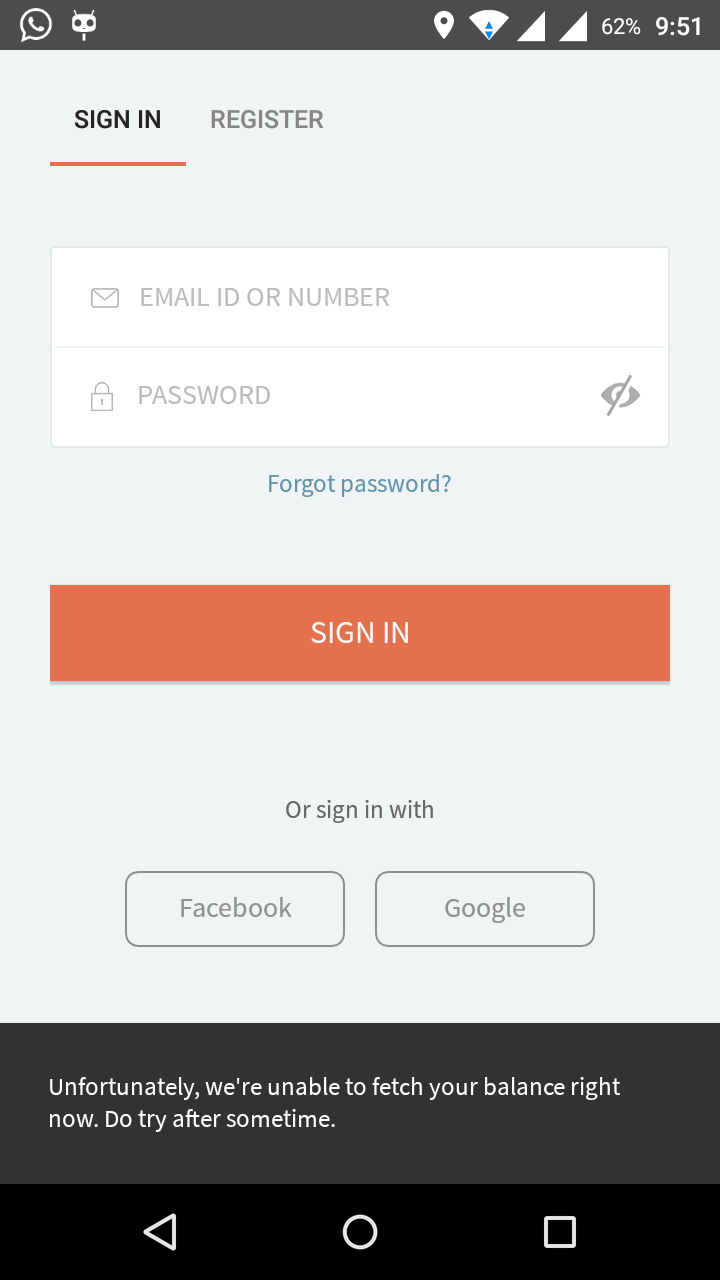 62% 9:51
SIGN IN REGISTER
EMAIL ID OR NUMBER
PASSWORD
Forgot password?
SIGN IN
Or sign in with
Facebook Google
Unfortunately, we're unable to fetch your balance right
now. Do try after sometime.